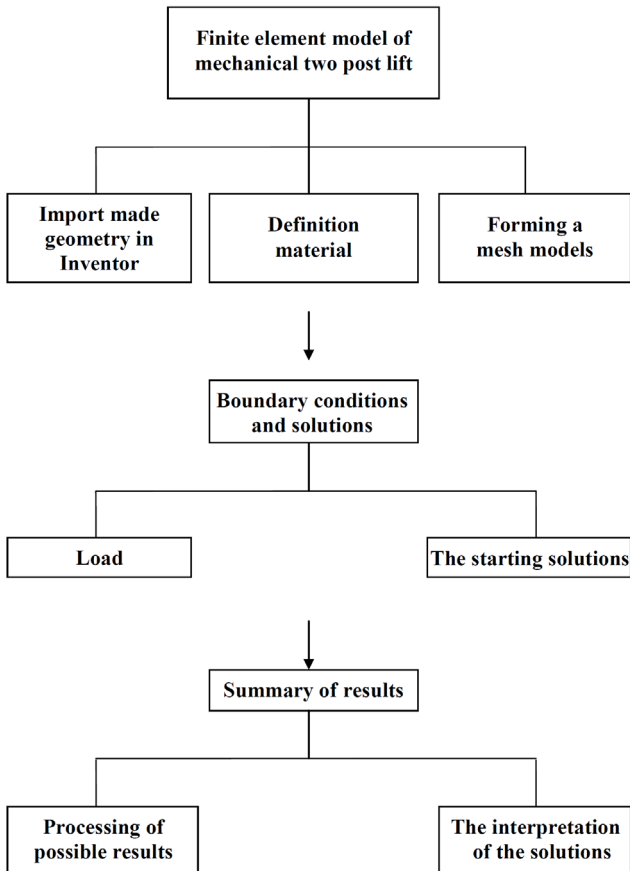 Finite element model of
mechanical two post lift
Import made
geometry in
Inventor
Definition
material
Forming a
mesh models
Boundary conditions
and solutions
Load
The starting solutions
Summary of results
Processing of
possible results
The interpretation
of the solutions